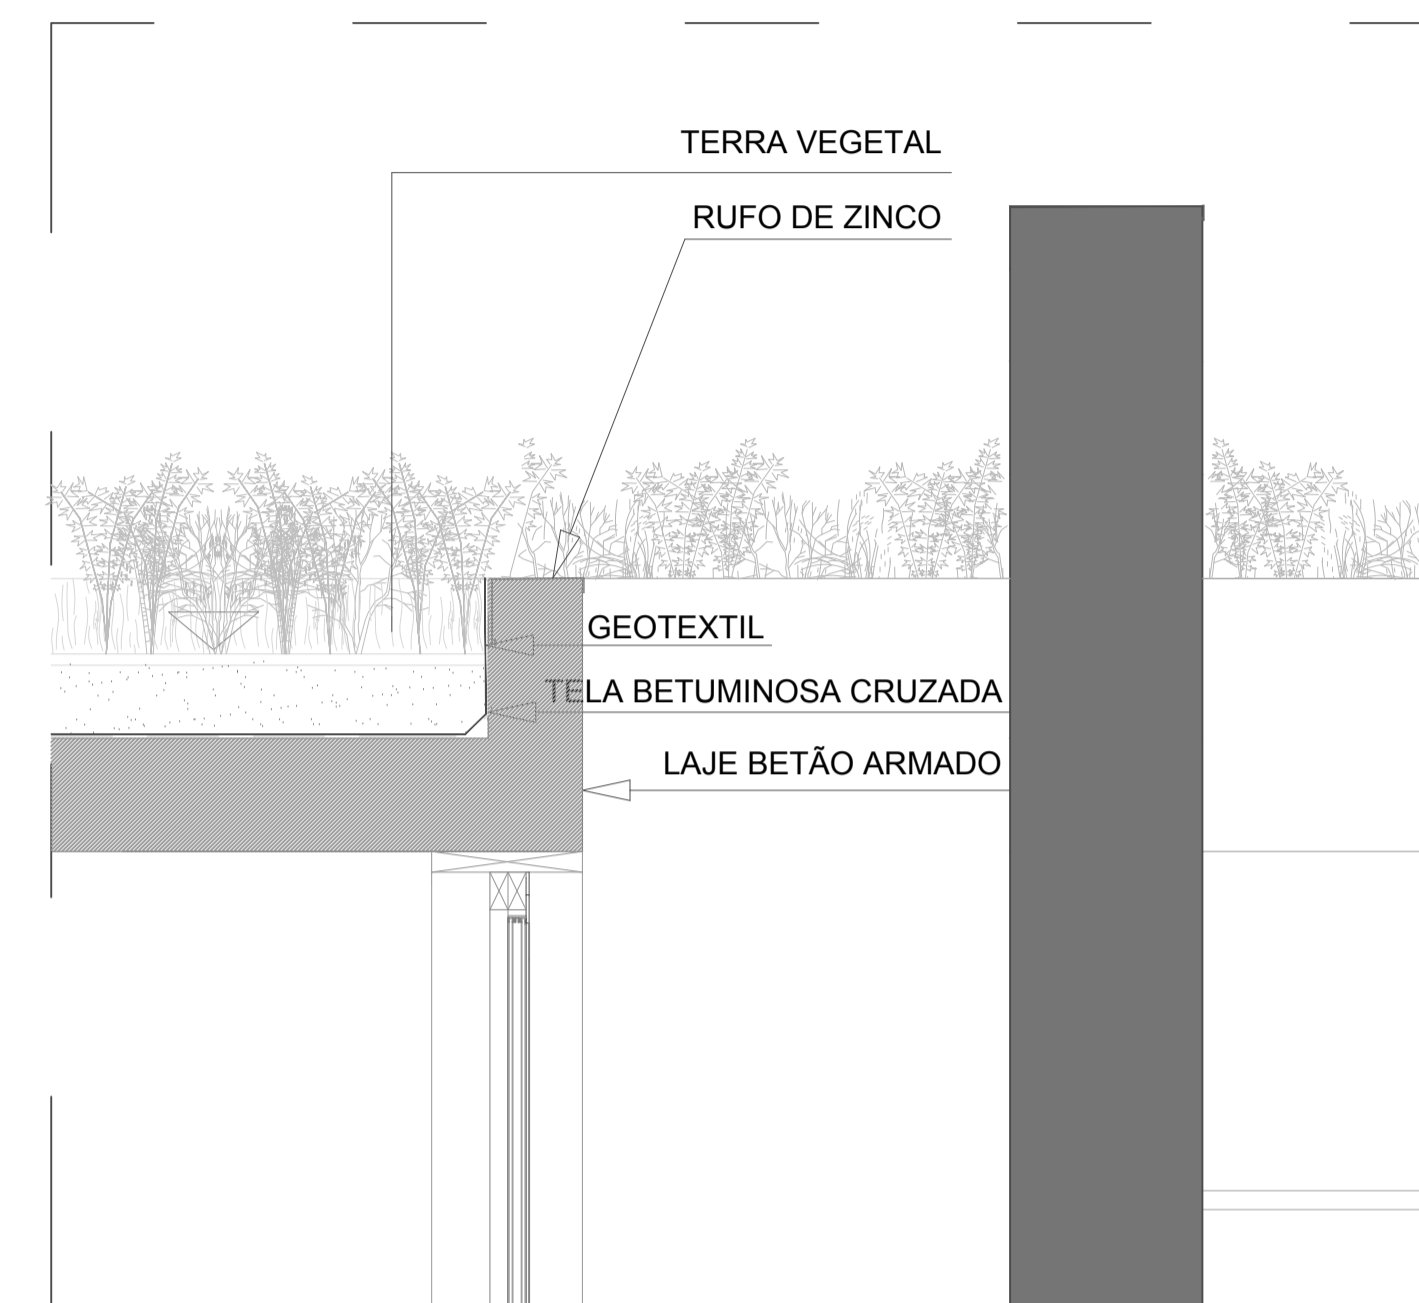 TERRA VEGETAL
RUFO DE ZINCO
GEOTEXTIL
TELA BETUMINOSA CRUZADA
LAJE BETÃO ARMADO